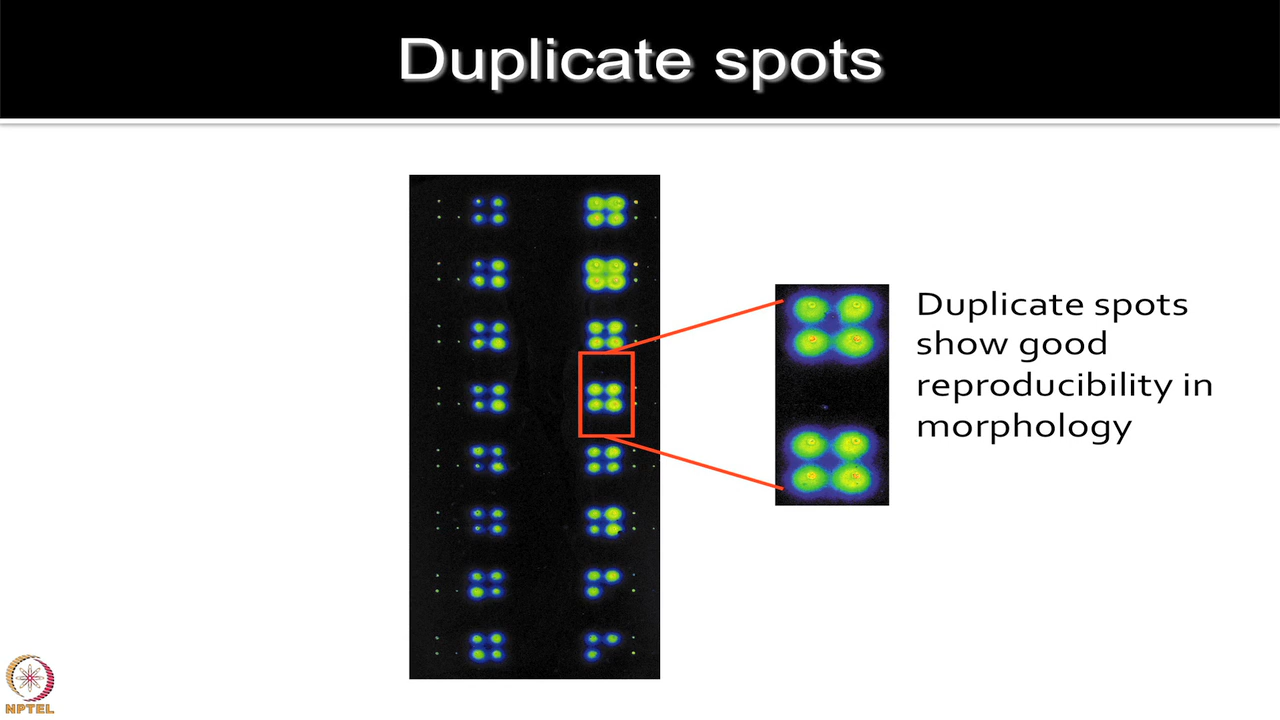 Duplicate spots
Duplicate spots
show good
reproducibility in
morphology
NPTEL